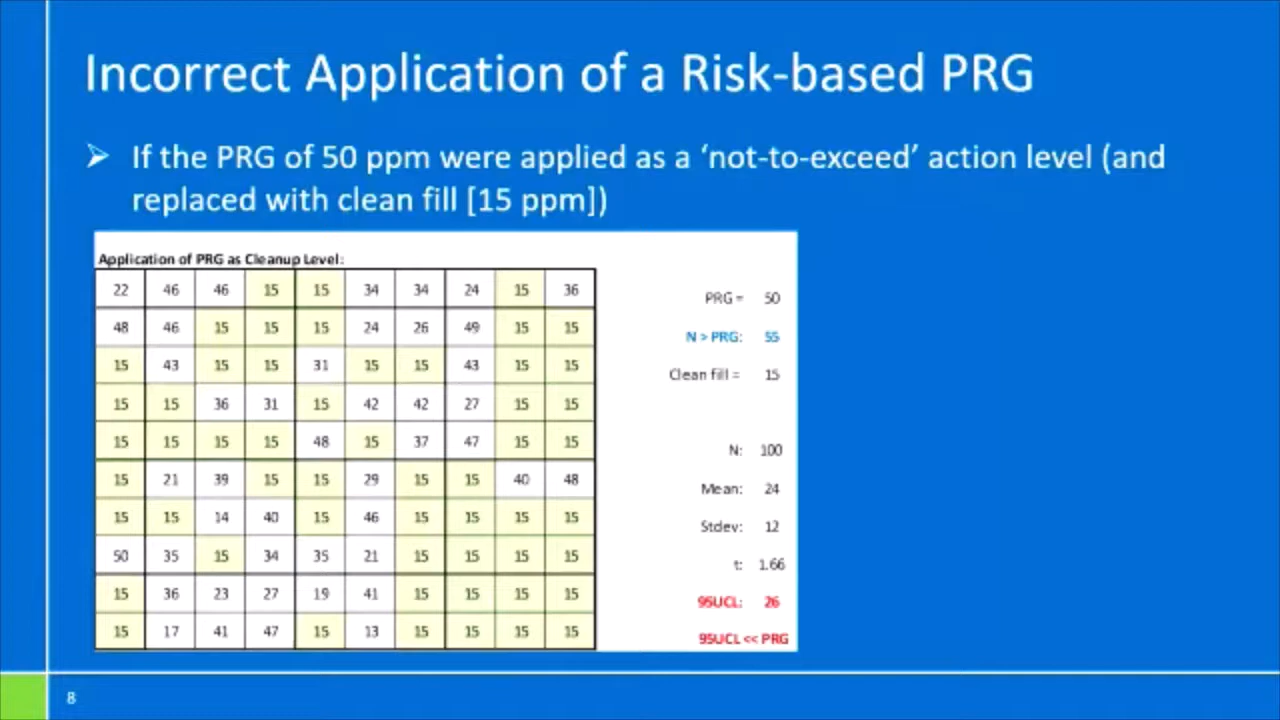 Incorrect Application of a Risk-based PRG
➢ If the PRG of 50 ppm were applied as a ‘not-to-exceed’ action level (and
replaced with clean fill [15 ppm])
Application of PRG as Cleanup Level:
22 46 46 15 15 34 34 24 15 36
48 46 15 15 15 24 26 49 15 15
15 43 15 15 31 15 15 43 15 15
15 15 36 31 15 42 42 27 15 15
15 15 15 15 48 15 37 47 15 15
15 21 39 15 15 29 15 15 40 48
15 15 14 40 15 46 15 15 15 15
50 35 15 34 35 21 15 15 15 15
15 36 23 27 19 41 15 15 15 15
15 17 41 47 15 13 15 15 15 15
PRG = 50
N > PRG: 55
Clean fill = 15
N: 100
Mean: 24
Stdev: 12
t: 1.66
95UCL: 26
95UCL << PRG
8